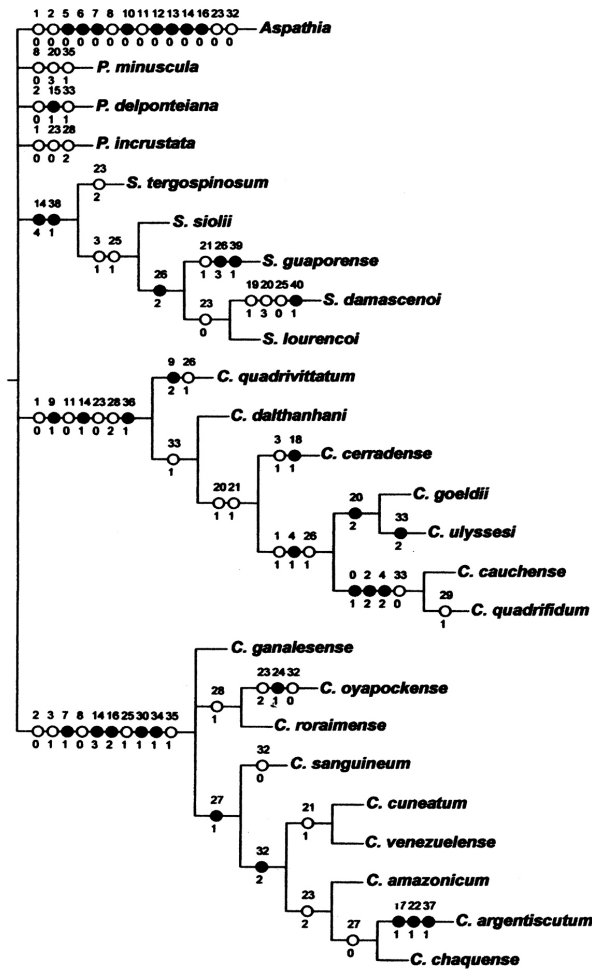 1 2 5 6 7 8 10 11 12 13 14 16 23 32
Aspathia
0 0 0 0 0 0 0 0 0 0 0 0 0 0
8 20 35
P. minuscula
0 3 1
2 15 33
P. delponteiana
0 1 1
1 23 28
P. incrustata
0 0 2
23
S. tergospinosum
2
14 38
4 1
S. siolii
3 25
1 1
21 26 39
S. guaporense
1 3 1
26
2
19 20 25 40
S. damascenoi
1 3 0 1
23
0
S. lourencoi
9 26
C. quadrivittatum
2 1
1 9 11 14 23 28 36
0 1 0 1 0 2 1
C. dalthanhani
33
1
3 18
C. cerradense
1 1
20 21
1 1
C. goeldii
20
2
33
C. ulyssesi
2
1 4 26
1 1 1
C. cauchense
0 2 4 33
1 2 2 0
29
C. quadrifidum
1
C. ganalesense
23 24 32
C. oyapockense
2 1 0
28
1
C. roraimense
2 3 7 8 14 16 25 30 34 35
0 1 1 0 3 2 1 1 1 1
32
C. sanguineum
0
27
1
C. cuneatum
21
1
C. venezuelense
32
2
C. amazonicum
23
2
17 22 37
C. argentiscutum
1 1 1
27
0
C. chaquense